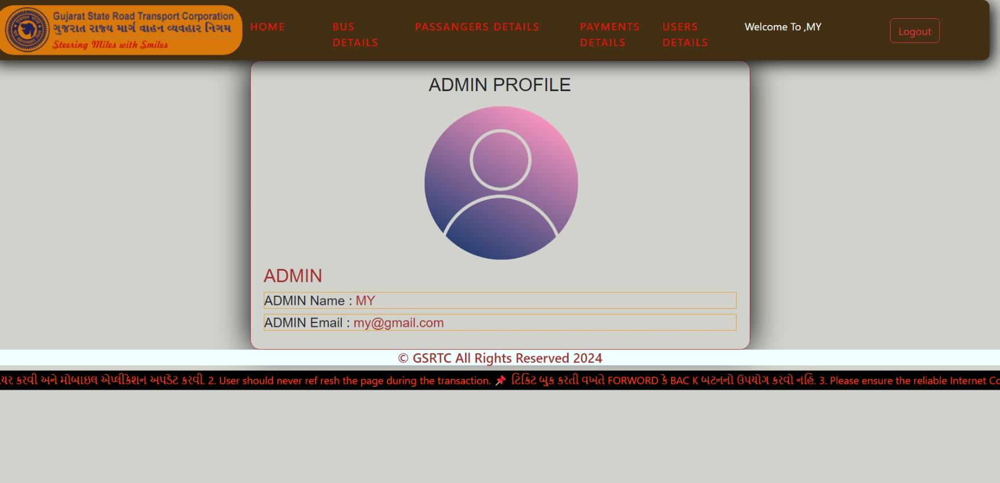 Gujarat State Road Transport Corporation
ગુજરાત રાજ્ય માર્ગ વાહન વ્યવહાર નિગમ
Steering Miles with Smiles
HOME
BUS
DETAILS
PASSANGERS DETAILS
PAYMENTS
DETAILS
USERS
DETAILS
Welcome To ,MY
Logout
ADMIN PROFILE
ADMIN
ADMIN Name : MY
ADMIN Email : my@gmail.com
© GSRTC All Rights Reserved 2024
કરવી અને મોબાઇલ એપ્લીકેશન અપડેટ કરવી. 2. User should never ref resh the page during the transaction. 📌 ટિકિટ બુક કરતી વખતે FORWORD કે BAC K બટનનો ઉપયોગ કરવો નહિ. 3. Please ensure the reliable Internet